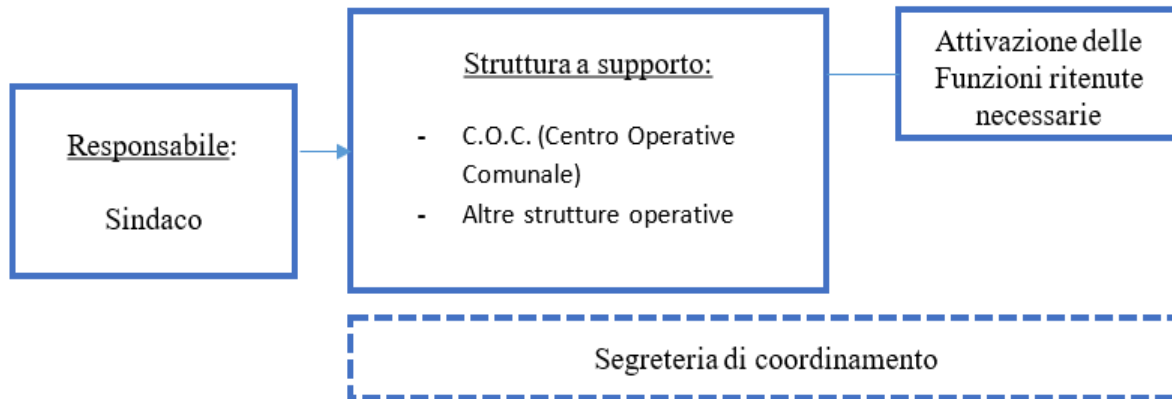 Responsabile:
Sindaco
Struttura a supporto:
- C.O.C. (Centro Operative
Comunale)
- Altre strutture operative
Attivazione delle
Funzioni ritenute
necessarie
Segreteria di coordinamento